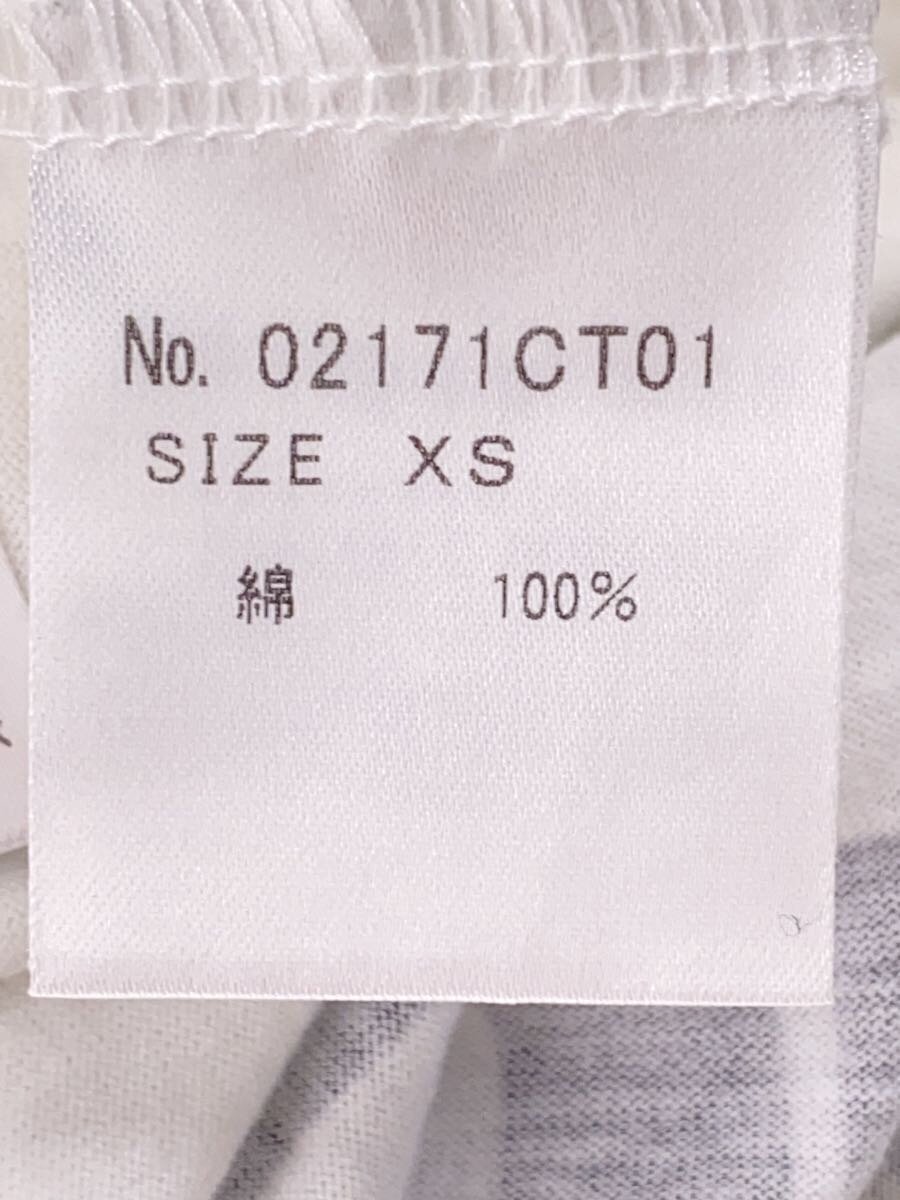 No. 02171CT01
SIZE XS
綿 100%